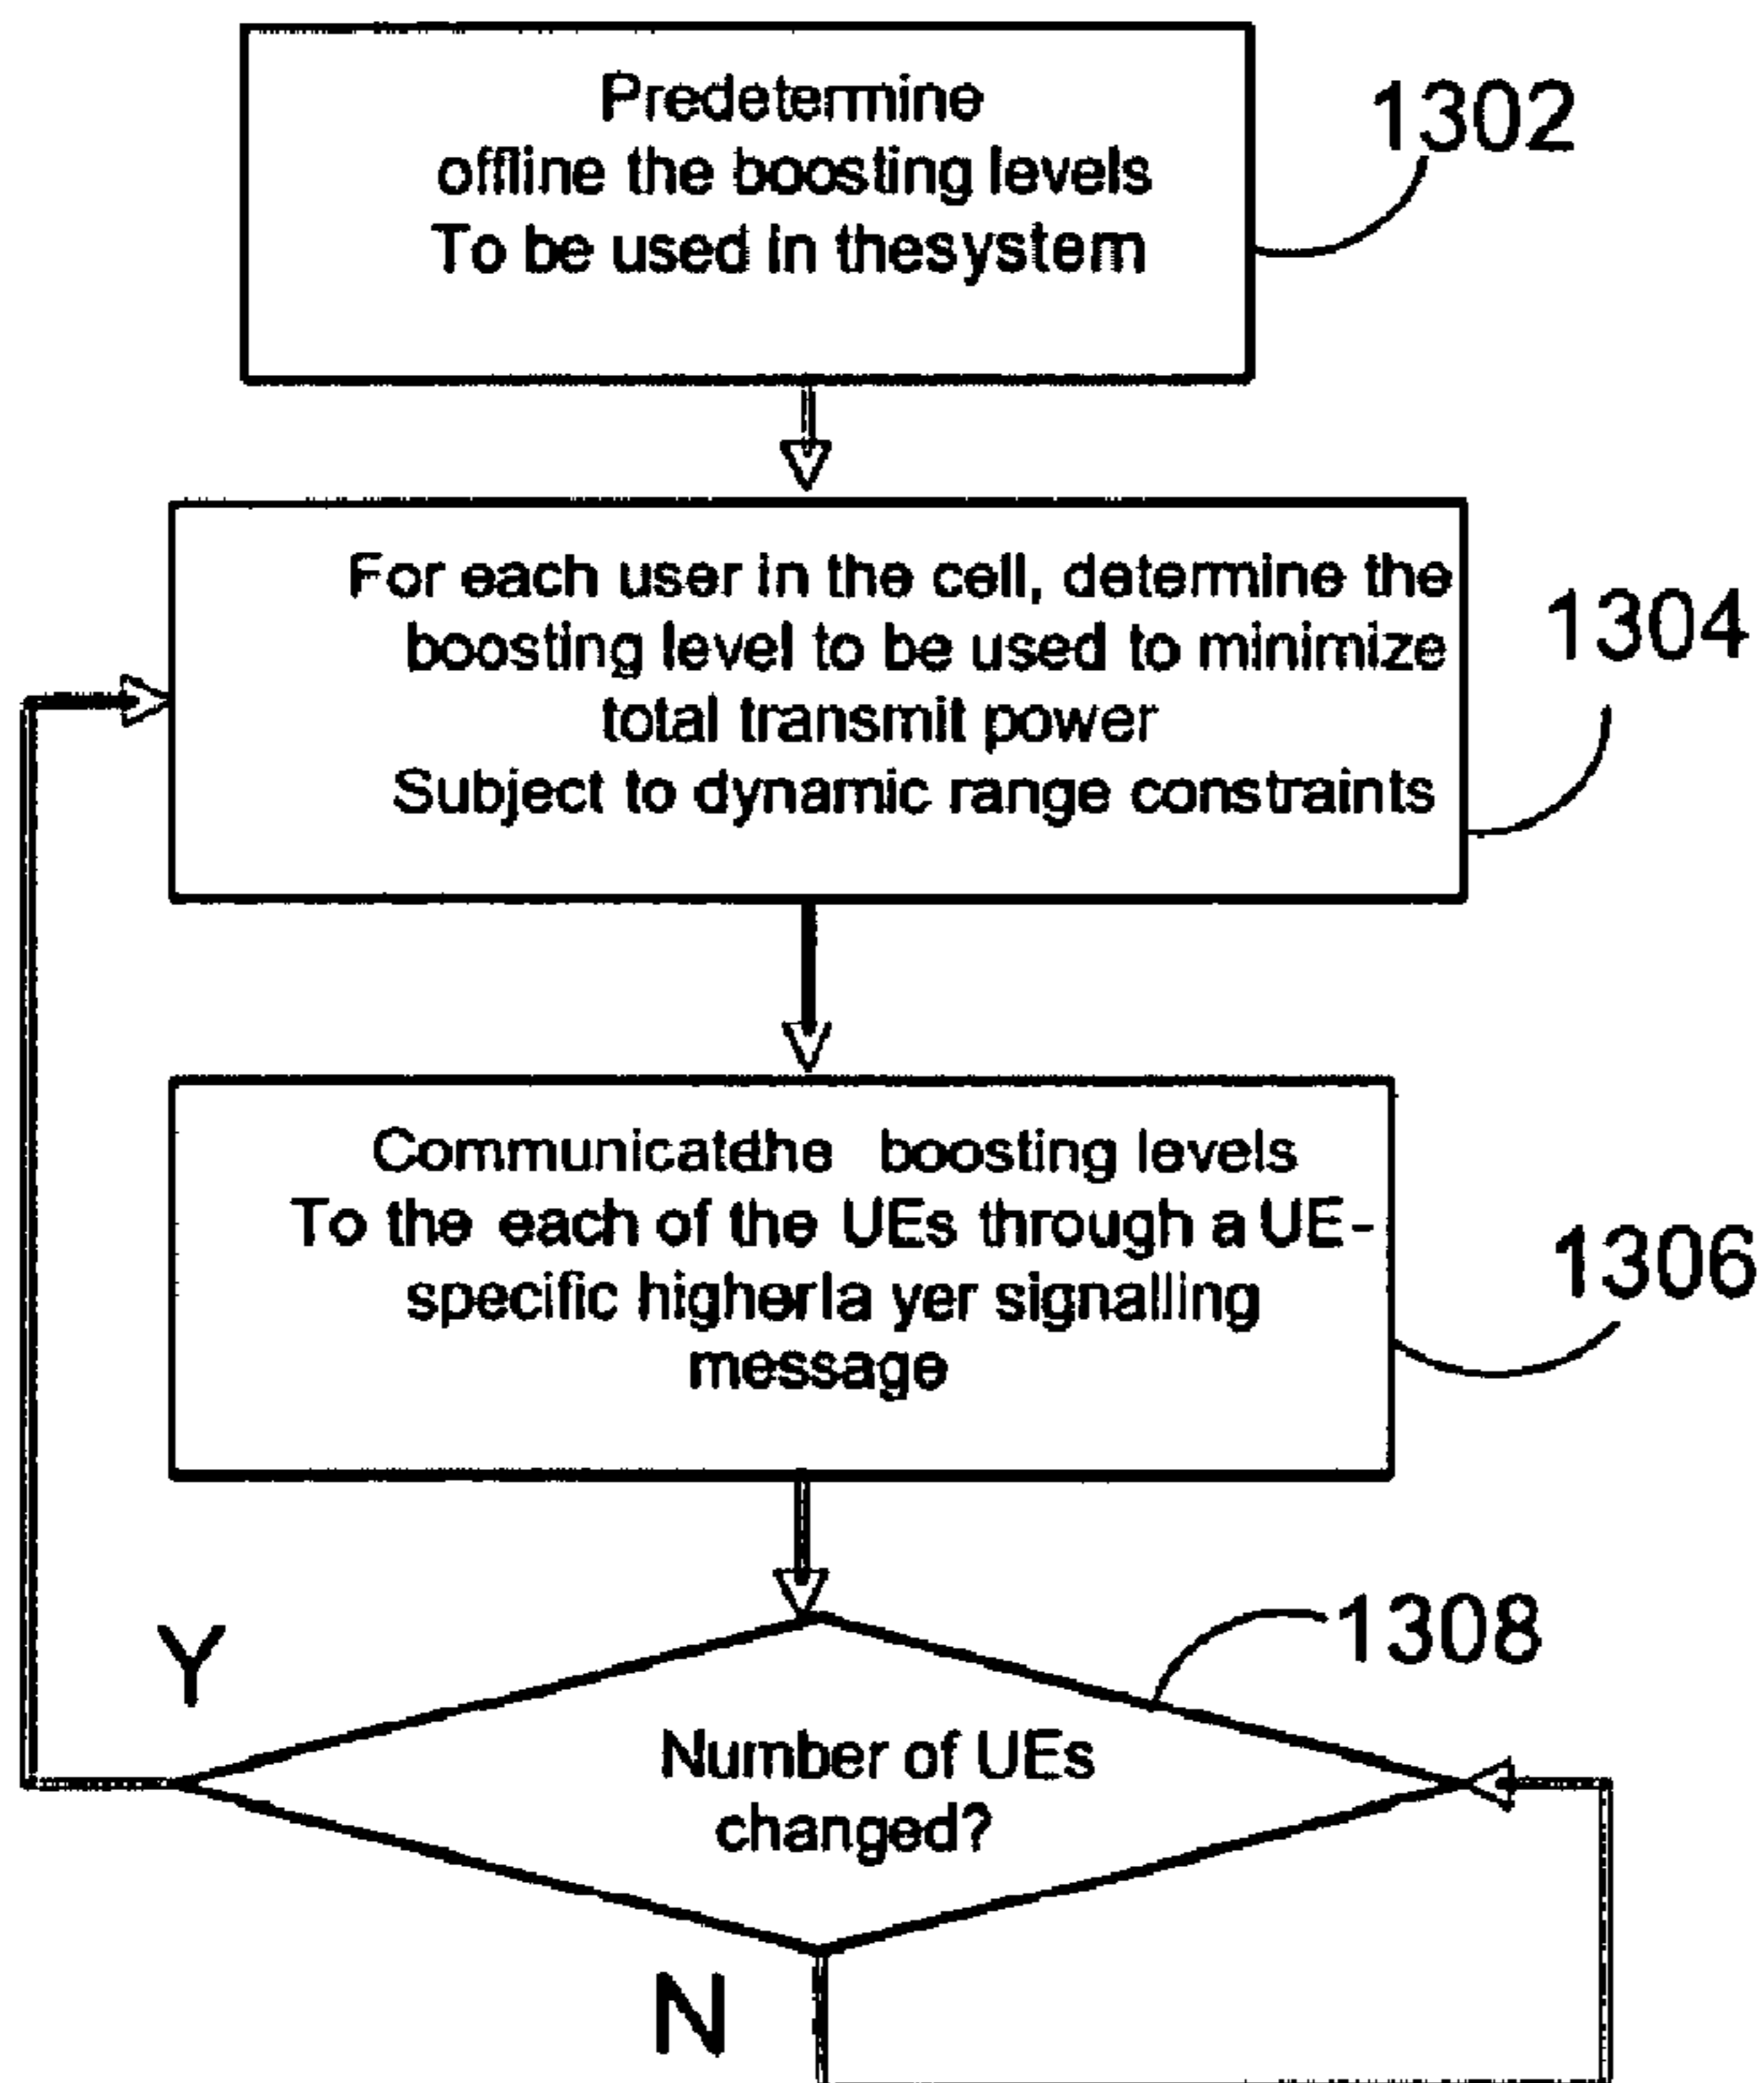 Predetermine
offline the boosting levels
To be used in thesystem
1302
For each user in the cell, determine the
boosting level to be used to minimize
total transmit power
Subject to dynamic range constraints
1304
Communicatethe boosting levels
To the each of the UEs through a UE-
specific higherla yer signalling
message
1306
1308
Y
Number of UEs
changed?
N